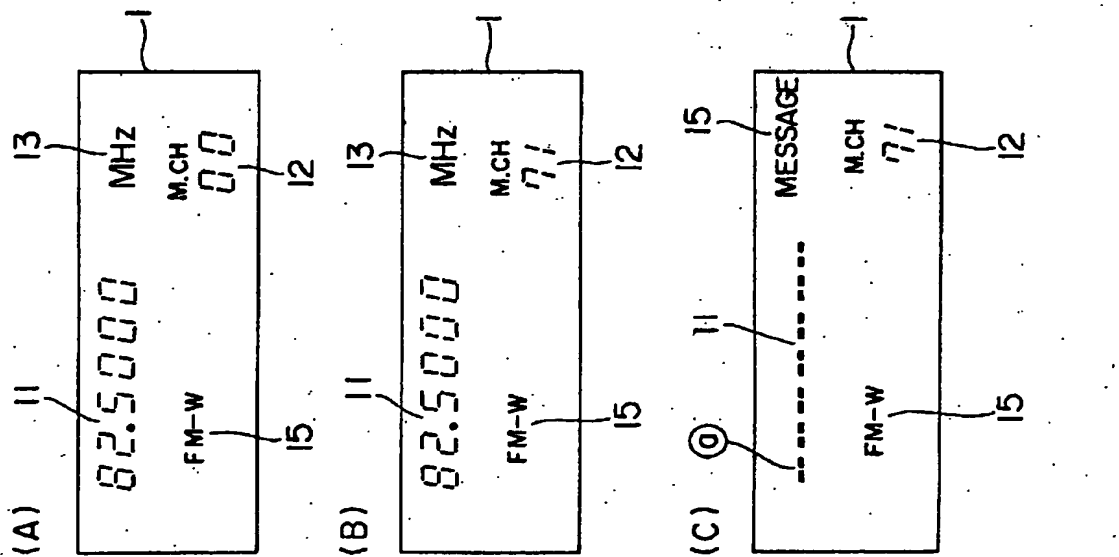 (A)
11
13
82.5000 MHz
1
M.CH
FM-W 00
15
12
(B)
11
13
82.5000 MHz
1
M.CH
FM-W 71
15
12
(C)
a
11
15
---------- MESSAGE
1
M.CH
FM-W 71
15
12